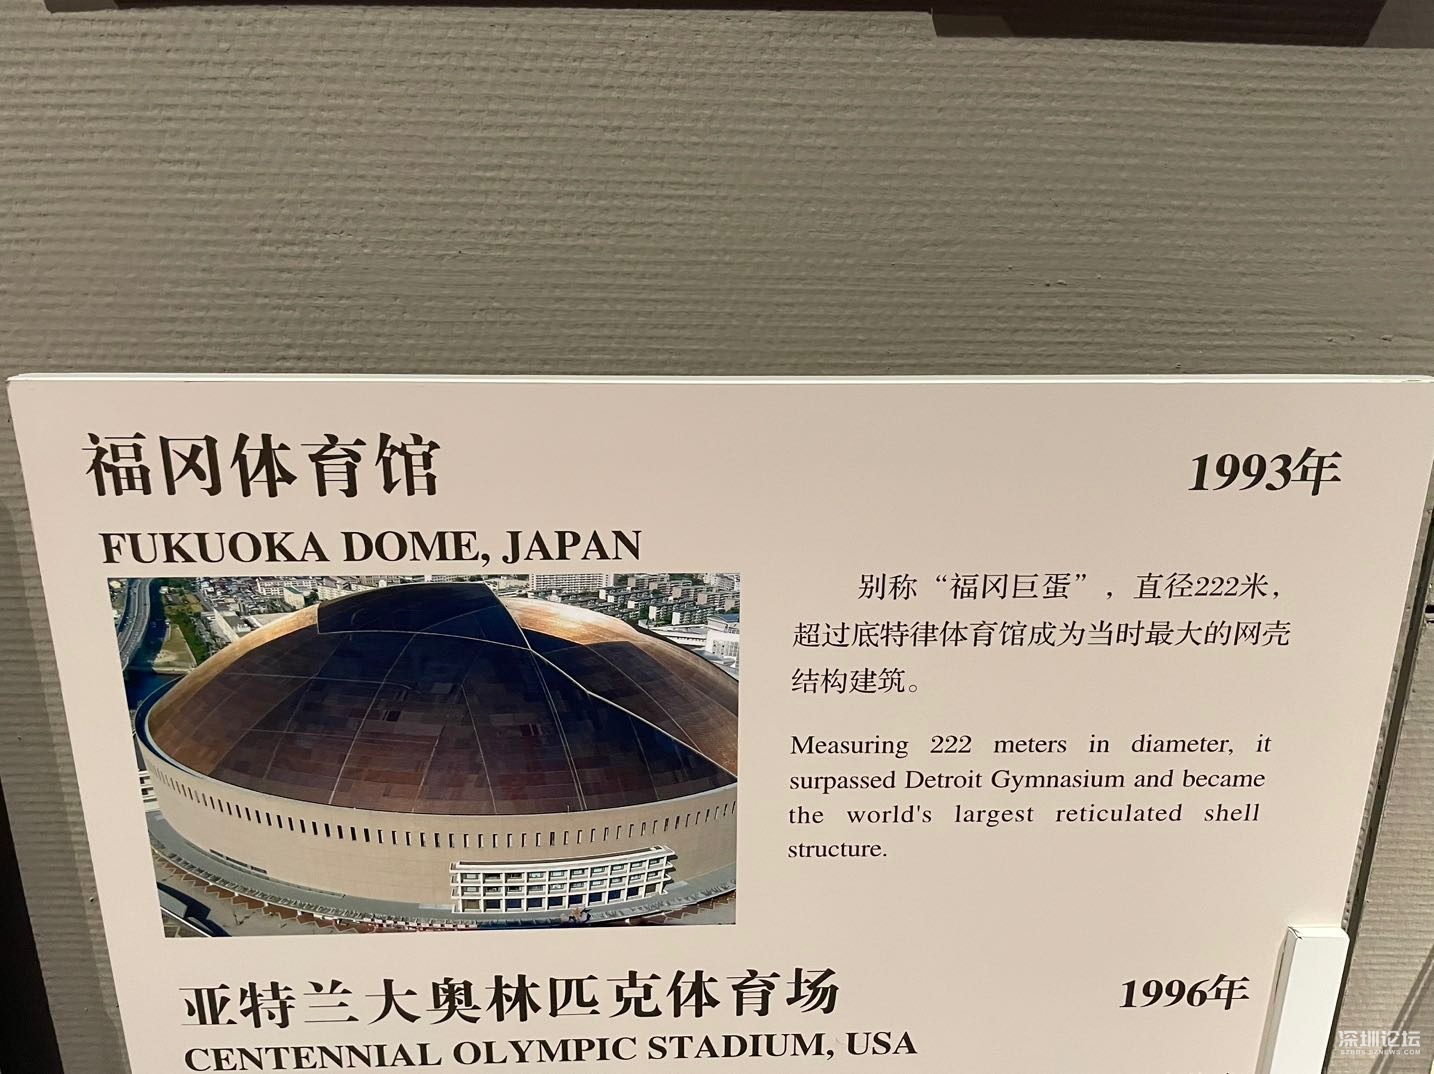 福冈体育馆
1993年
FUKUOKA DOME, JAPAN
别称“福冈巨蛋”，直径222米，
超过底特律体育馆成为当时最大的网壳
结构建筑。
Measuring 222 meters in diameter, it
surpassed Detroit Gymnasium and became
the world's largest reticulated shell
structure.
亚特兰大奥林匹克体育场
1996年
CENTENNIAL OLYMPIC STADIUM, USA
深圳论坛
SZBBS.SZNEWS.COM